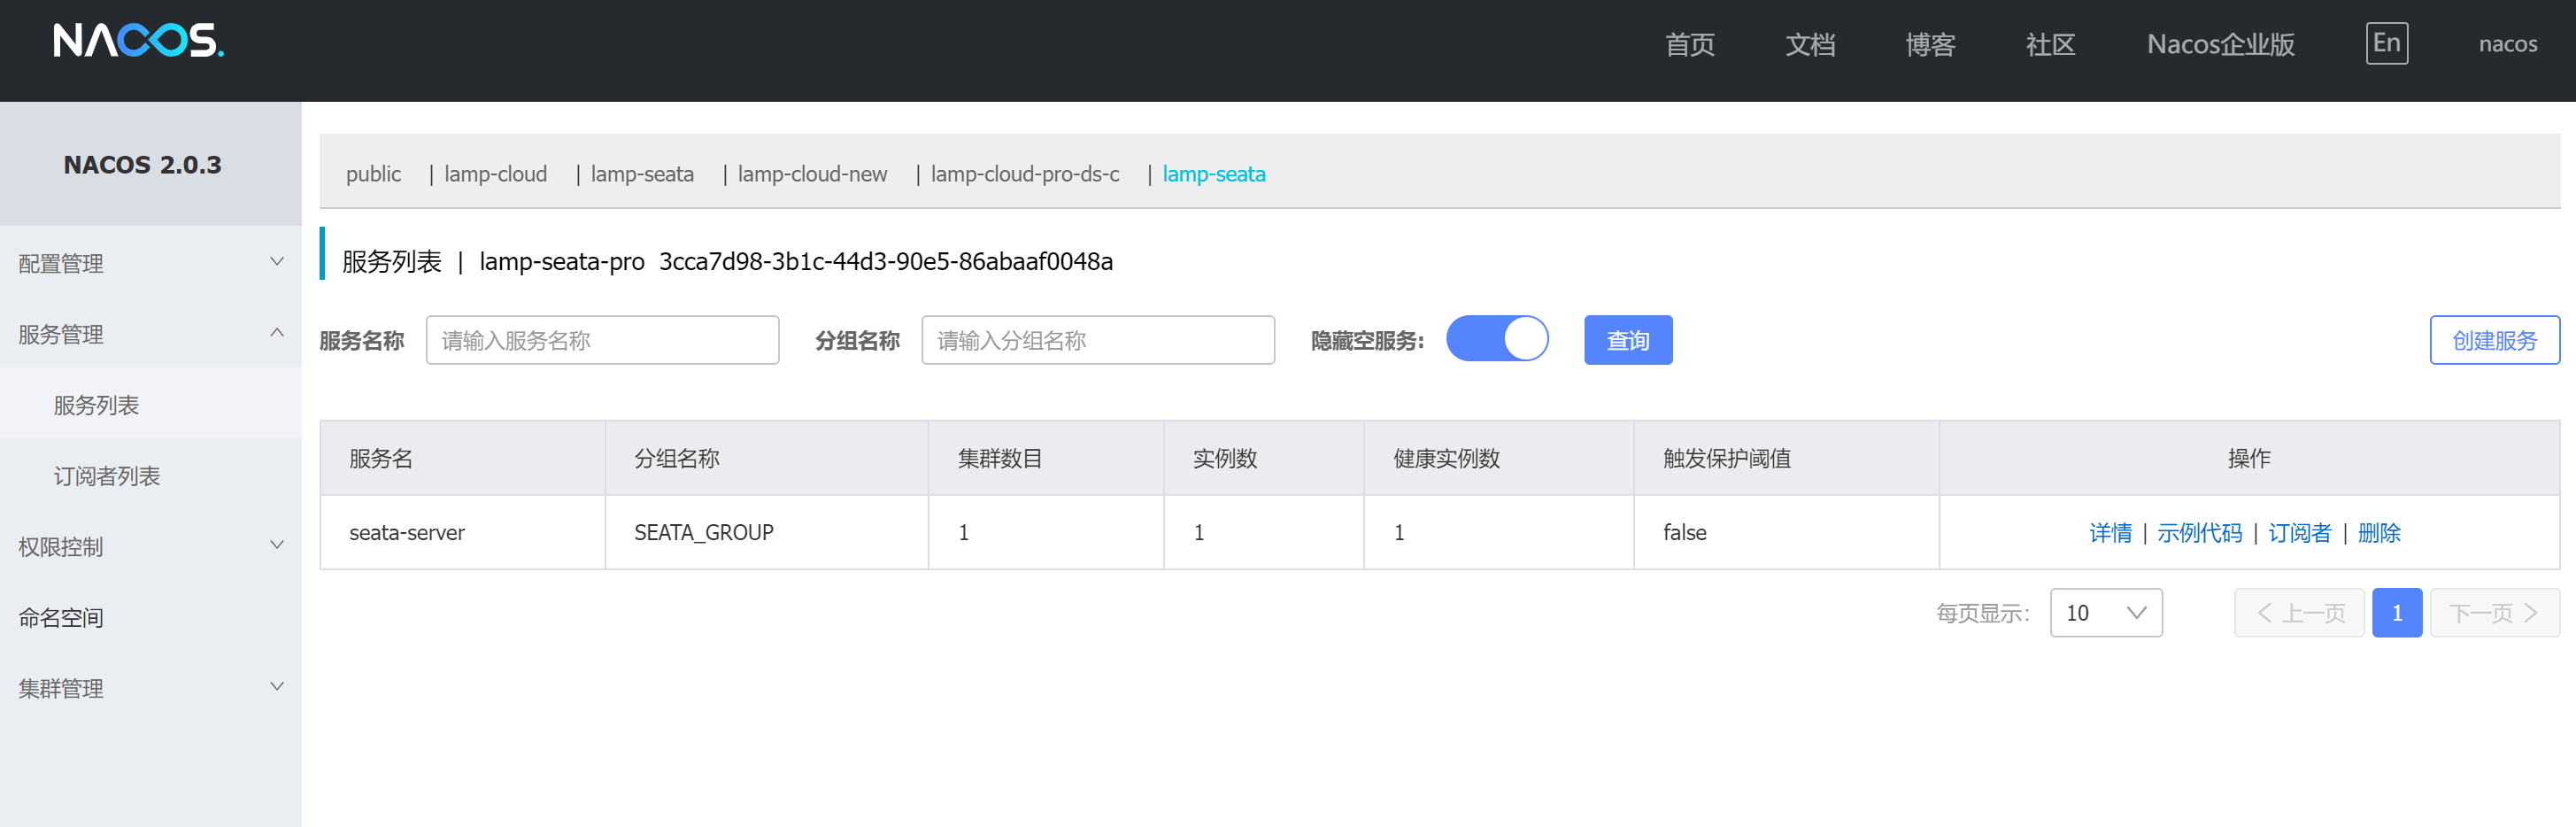 NACOS.
首页 文档 博客 社区 Nacos企业版 En nacos
NACOS 2.0.3
配置管理
服务管理
服务列表
订阅者列表
权限控制
命名空间
集群管理
public | lamp-cloud | lamp-seata | lamp-cloud-new | lamp-cloud-pro-ds-c | lamp-seata
服务列表 | lamp-seata-pro 3cca7d98-3b1c-44d3-90e5-86abaaf0048a
服务名称 请输入服务名称 分组名称 请输入分组名称 隐藏空服务: 查询 创建服务
服务名 分组名称 集群数目 实例数 健康实例数 触发保护阈值 操作
seata-server SEATA_GROUP 1 1 1 false 详情 | 示例代码 | 订阅者 | 删除
每页显示: 10 上一页 1 下一页